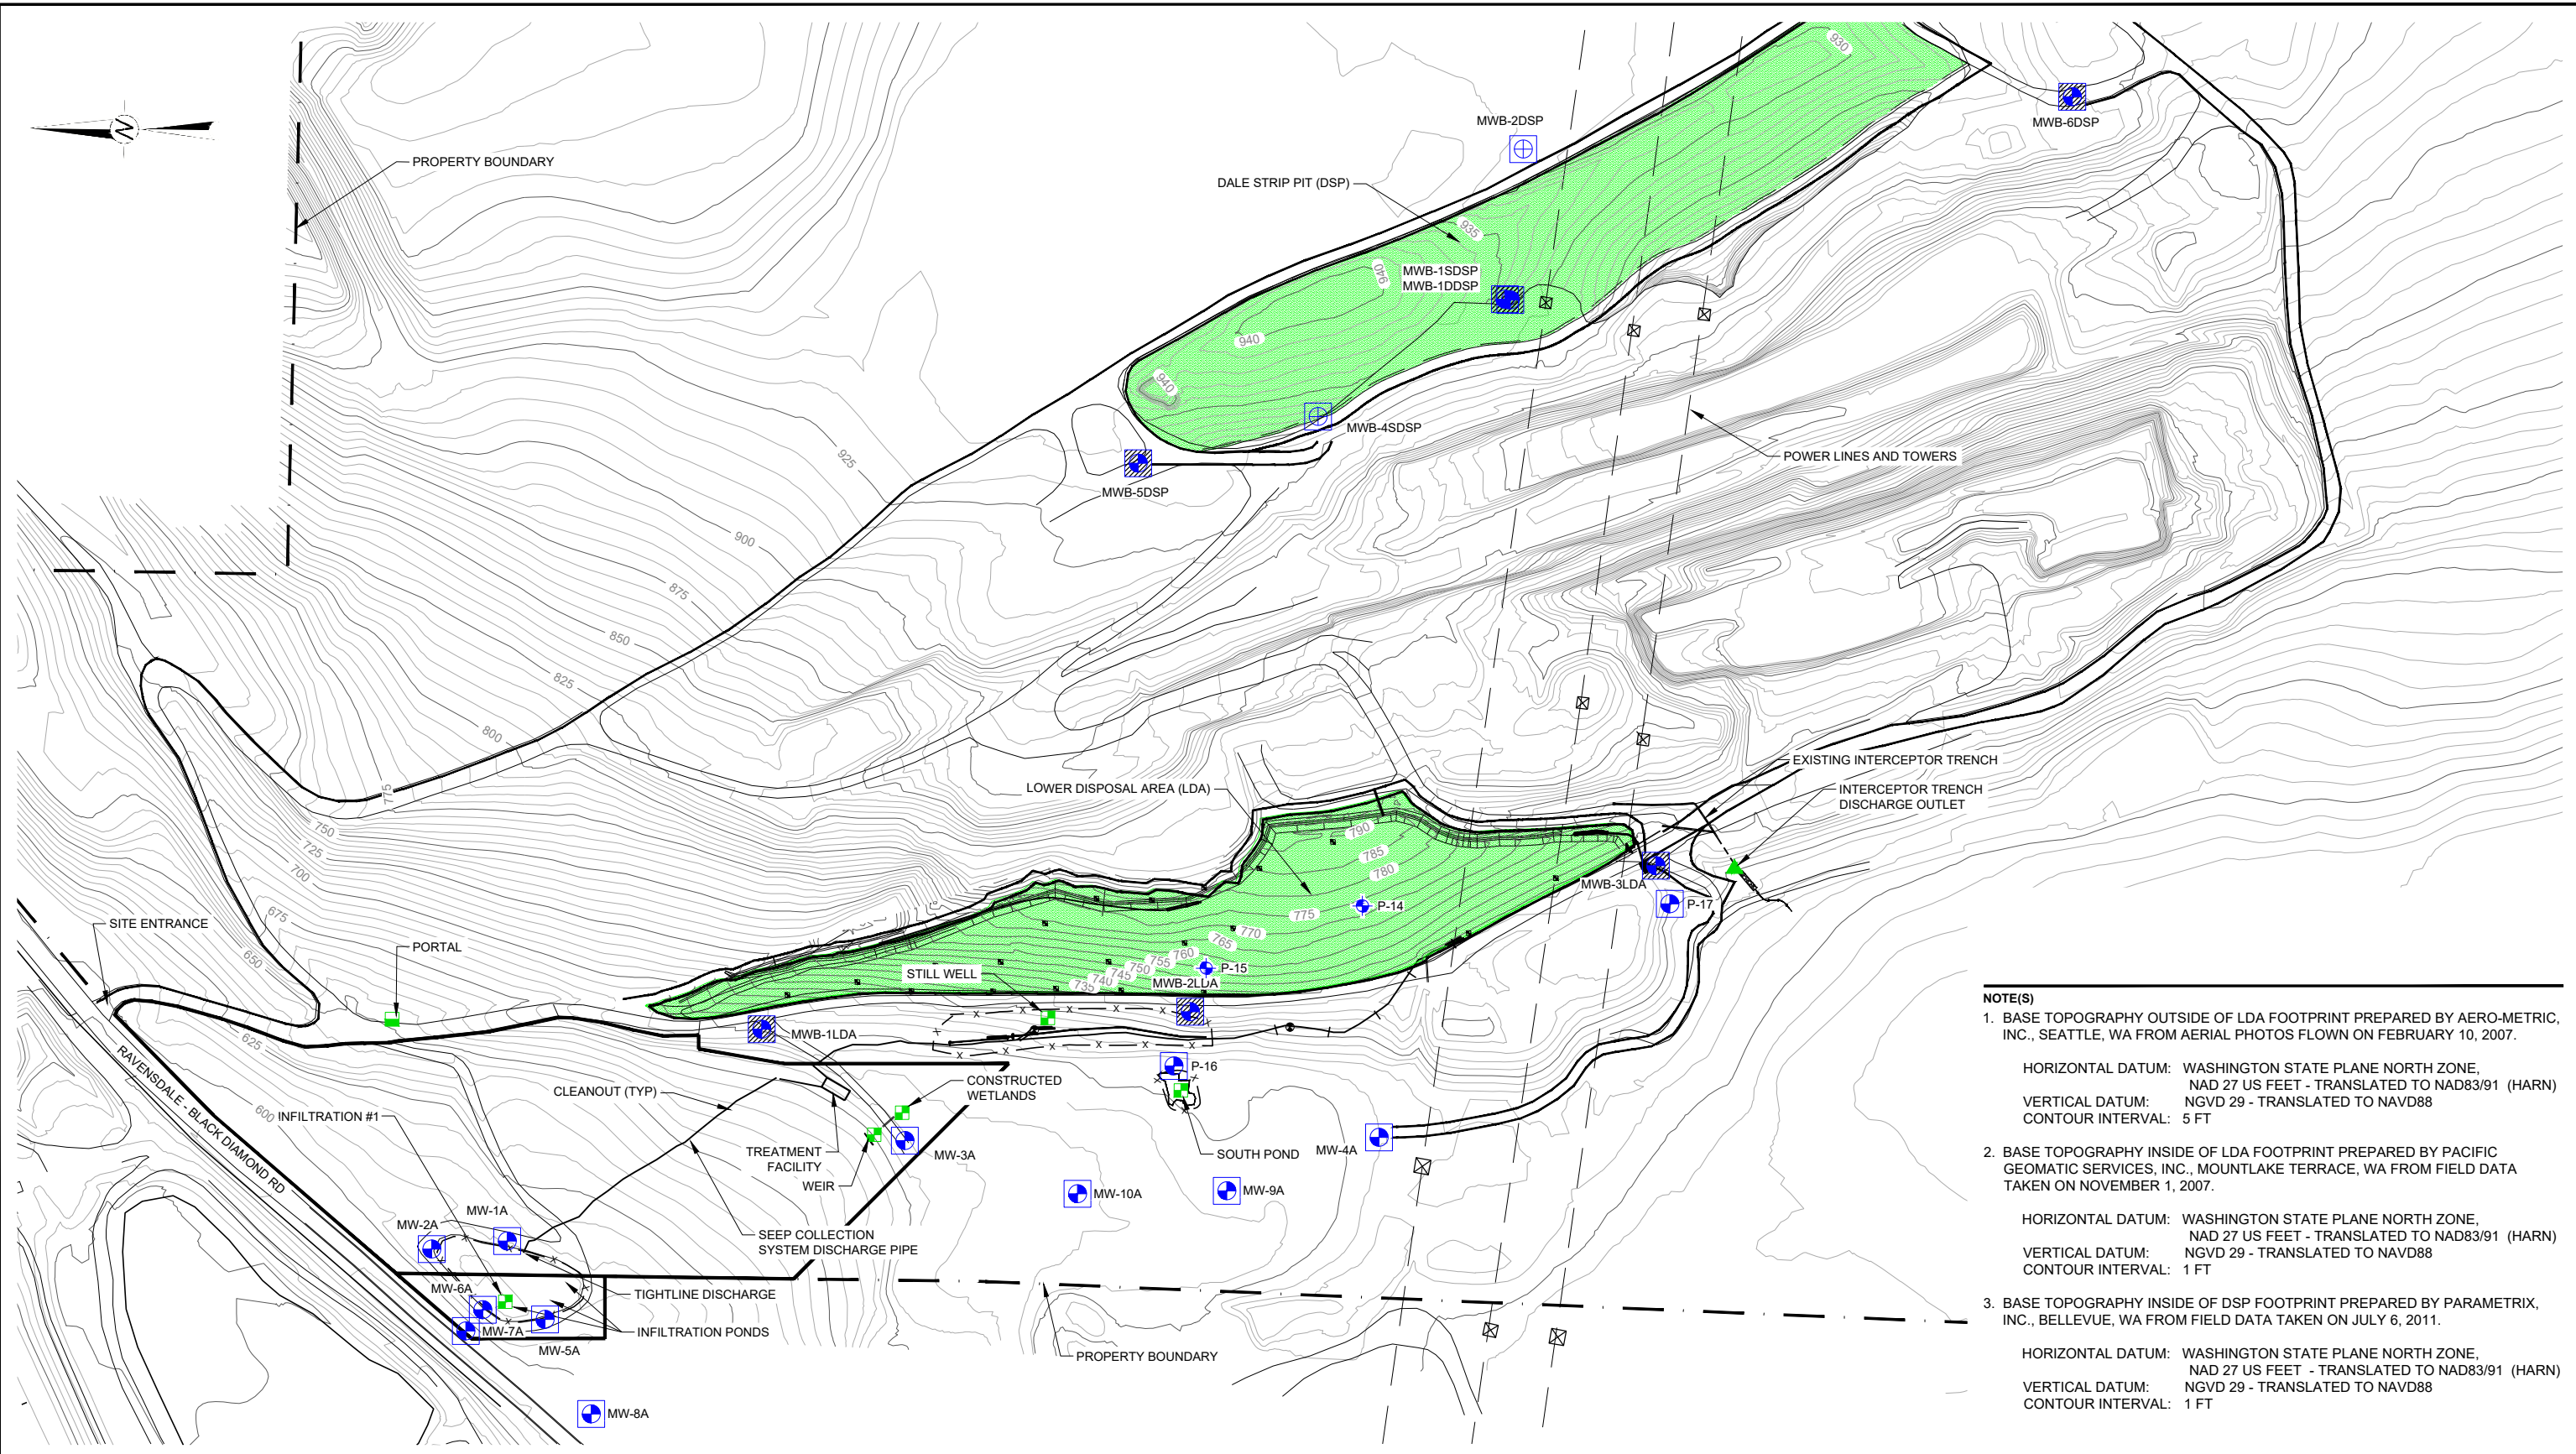 930
MWB-2DSP
MWB-6DSP
N
PROPERTY BOUNDARY
DALE STRIP PIT (DSP)
935
940
MWB-1SDSP
MWB-1DDSP
940
940
MWB-4SDSP
POWER LINES AND TOWERS
925
MWB-5DSP
900
875
850
825
800
775
750
725
700
675
650
625
600
LOWER DISPOSAL AREA (LDA)
EXISTING INTERCEPTOR TRENCH
INTERCEPTOR TRENCH
DISCHARGE OUTLET
790
785
780
775
770
765
760
755
750
745
740
735
MWB-3LDA
P-17
P-14
P-15
SITE ENTRANCE
PORTAL
STILL WELL
MWB-2LDA
MWB-1LDA
P-16
CLEANOUT (TYP)
CONSTRUCTED
WETLANDS
INFILTRATION #1
RAVENSDALE - BLACK DIAMOND RD
TREATMENT
FACILITY
WEIR
MW-3A
SOUTH POND
MW-4A
MW-10A
MW-9A
MW-2A
MW-1A
SEEP COLLECTION
SYSTEM DISCHARGE PIPE
MW-6A
TIGHTLINE DISCHARGE
MW-7A
INFILTRATION PONDS
MW-5A
PROPERTY BOUNDARY
MW-8A
NOTE(S)
1. BASE TOPOGRAPHY OUTSIDE OF LDA FOOTPRINT PREPARED BY AERO-METRIC,
INC., SEATTLE, WA FROM AERIAL PHOTOS FLOWN ON FEBRUARY 10, 2007.
HORIZONTAL DATUM: WASHINGTON STATE PLANE NORTH ZONE,
NAD 27 US FEET - TRANSLATED TO NAD83/91 (HARN)
VERTICAL DATUM: NGVD 29 - TRANSLATED TO NAVD88
CONTOUR INTERVAL: 5 FT
2. BASE TOPOGRAPHY INSIDE OF LDA FOOTPRINT PREPARED BY PACIFIC
GEOMATIC SERVICES, INC., MOUNTLAKE TERRACE, WA FROM FIELD DATA
TAKEN ON NOVEMBER 1, 2007.
HORIZONTAL DATUM: WASHINGTON STATE PLANE NORTH ZONE,
NAD 27 US FEET - TRANSLATED TO NAD83/91 (HARN)
VERTICAL DATUM: NGVD 29 - TRANSLATED TO NAVD88
CONTOUR INTERVAL: 1 FT
3. BASE TOPOGRAPHY INSIDE OF DSP FOOTPRINT PREPARED BY PARAMETRIX,
INC., BELLEVUE, WA FROM FIELD DATA TAKEN ON JULY 6, 2011.
HORIZONTAL DATUM: WASHINGTON STATE PLANE NORTH ZONE,
NAD 27 US FEET - TRANSLATED TO NAD83/91 (HARN)
VERTICAL DATUM: NGVD 29 - TRANSLATED TO NAVD88
CONTOUR INTERVAL: 1 FT